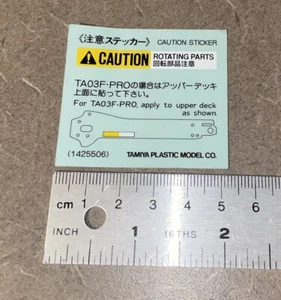 《注意ステッカー》 CAUTION STICKER
CAUTION ROTATING PARTS
回転部品注意
TA03F-PROの場合はアッパーデッキ
上面に貼って下さい。
For TA03F-PRO, apply to upper deck
as shown.
(1425506) TAMIYA PLASTIC MODEL CO.
cm 1 2 3 4 5 6
INCH 1 16THS 2